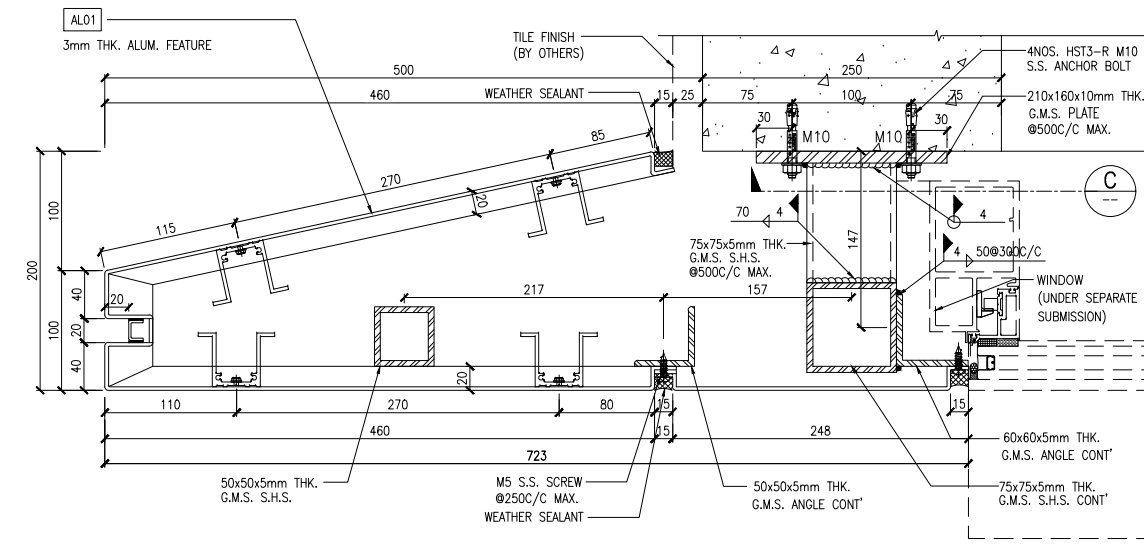 AL01
3mm THK. ALUM. FEATURE
TILE FINISH
(BY OTHERS)
4NOS. HST3-R M10
S.S. ANCHOR BOLT
500
250
460
WEATHER SEALANT
15
25
75
100
75
210x160x10mm THK.
G.M.S. PLATE
@500C/C MAX.
30
30
M10
M10
85
270
115
20
C
--
70
4
4
147
75x75x5mm THK.
G.M.S. S.H.S.
@500C/C MAX.
4
50@300C/C
WINDOW
(UNDER SEPARATE
SUBMISSION)
200
100
100
40
20
40
20
217
157
20
110
270
80
15
15
460
15
248
723
60x60x5mm THK.
G.M.S. ANGLE CONT'
50x50x5mm THK.
G.M.S. S.H.S.
M5 S.S. SCREW
@250C/C MAX.
WEATHER SEALANT
50x50x5mm THK.
G.M.S. ANGLE CONT'
75x75x5mm THK.
G.M.S. S.H.S. CONT'